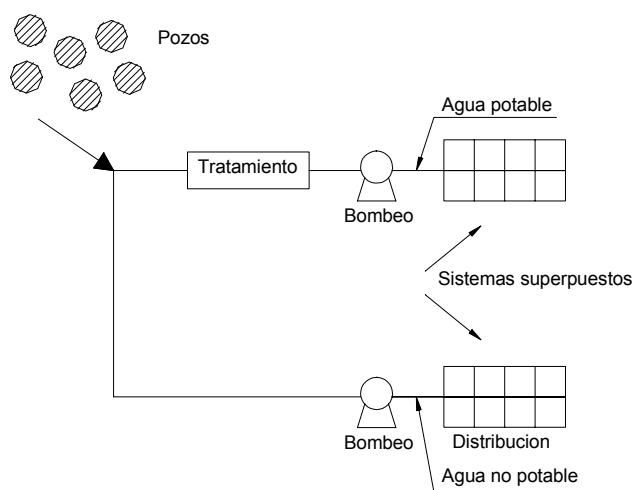 Pozos
Agua potable
Tratamiento
Bombeo
Sistemas superpuestos
Bombeo
Distribucion
Agua no potable